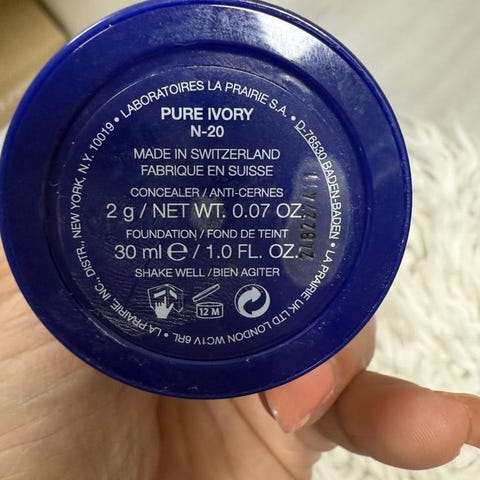 LABORATOIRES LA PRAIRIE S.A. • D-76530 BADEN-BADEN • LA PRAIRIE UK LTD LONDON WC1V 6RL • LA PRAIRIE, INC., DISTR., NEW YORK, N.Y. 10019 •
PURE IVORY
N-20
MADE IN SWITZERLAND
FABRIQUE EN SUISSE
CONCEALER / ANTI-CERNES
2 g / NET WT. 0.07 OZ.
FOUNDATION / FOND DE TEINT
30 ml e / 1.0 FL. OZ.
SHAKE WELL / BIEN AGITER
12 M